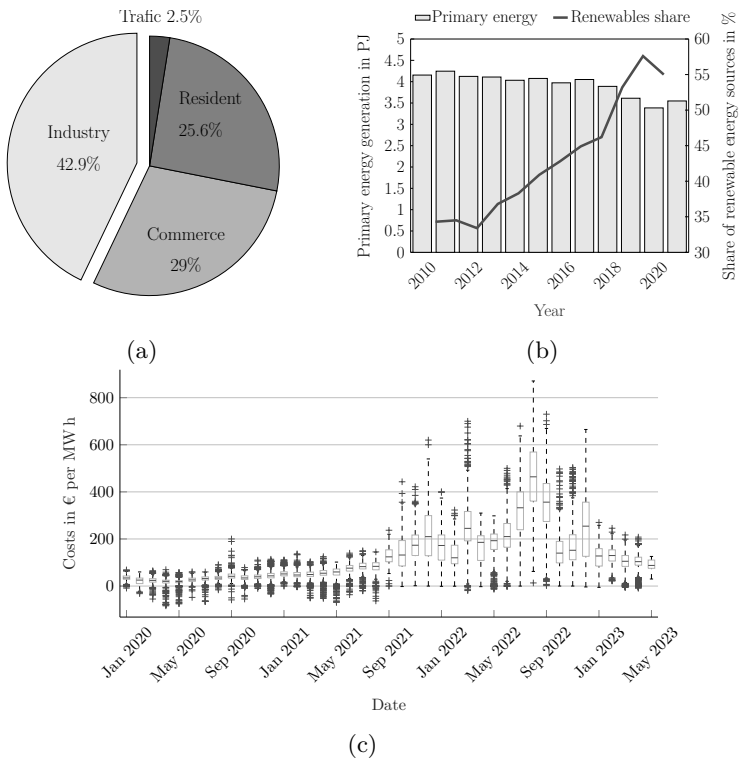 Trafic 2.5%
Resident
25.6%
Industry
42.9%
Commerce
29%
(a)
Primary energy Renewables share
Primary energy generation in PJ
5
4.5
4
3.5
3
2.5
2
1.5
1
0.5
0
60
55
50
45
40
35
30
Share of renewable energy sources in %
2010 2012 2014 2016 2018 2020
Year
(b)
Costs in € per MWh
800
600
400
200
0
Jan 2020 May 2020 Sep 2020 Jan 2021 May 2021 Sep 2021 Jan 2022 May 2022 Sep 2022 Jan 2023 May 2023
Date
(c)